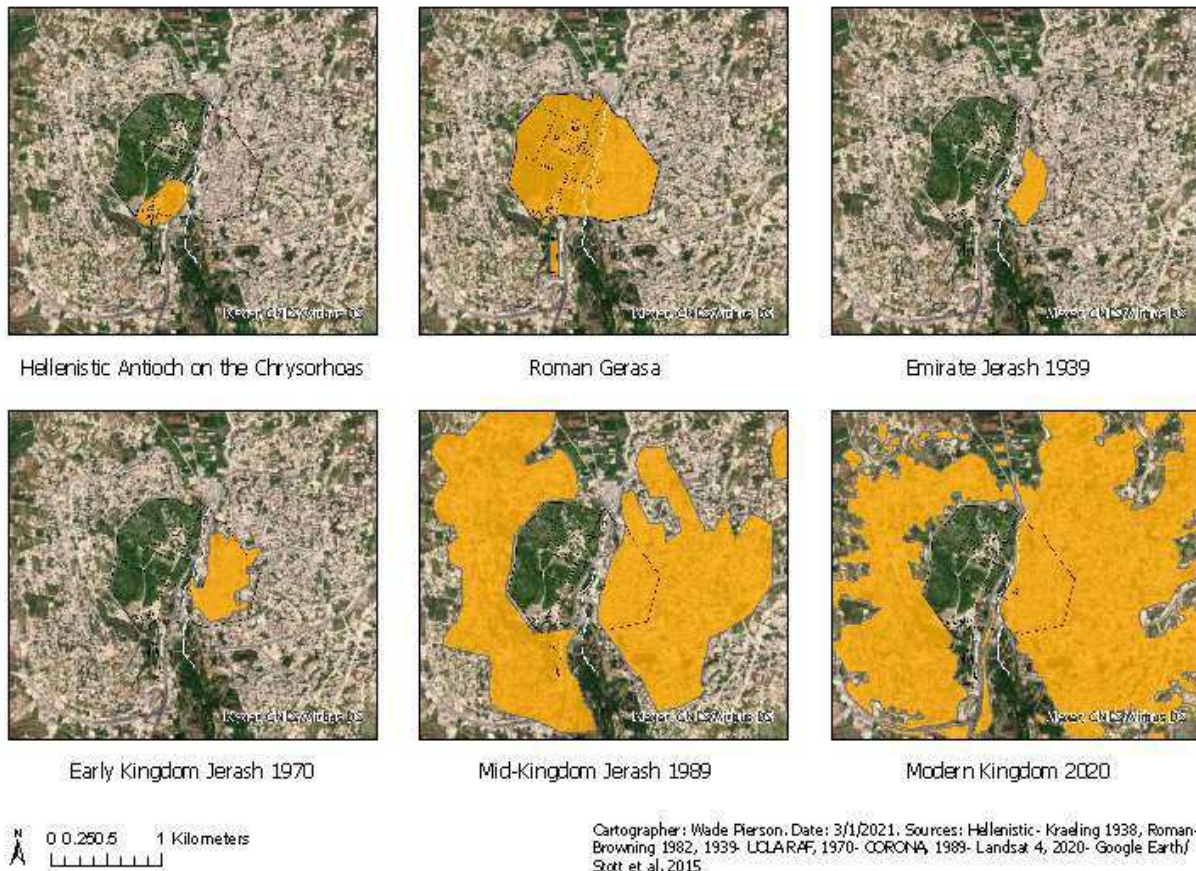 Hellenistic Antioch on the Chrysorhoas
Roman Gerasa
Emirate Jerash 1939
Early Kingdom Jerash 1970
Mid-Kingdom Jerash 1989
Modern Kingdom 2020
N
0 0.250.5 1 Kilometers
Cartographer: Wade Pierson. Date: 3/1/2021. Sources: Hellenistic- Kraeling 1938, Roman-
Browning 1982, 1939- UCLA RAF, 1970- CORONA, 1989- Landsat 4, 2020- Google Earth/
Stott et al. 2015